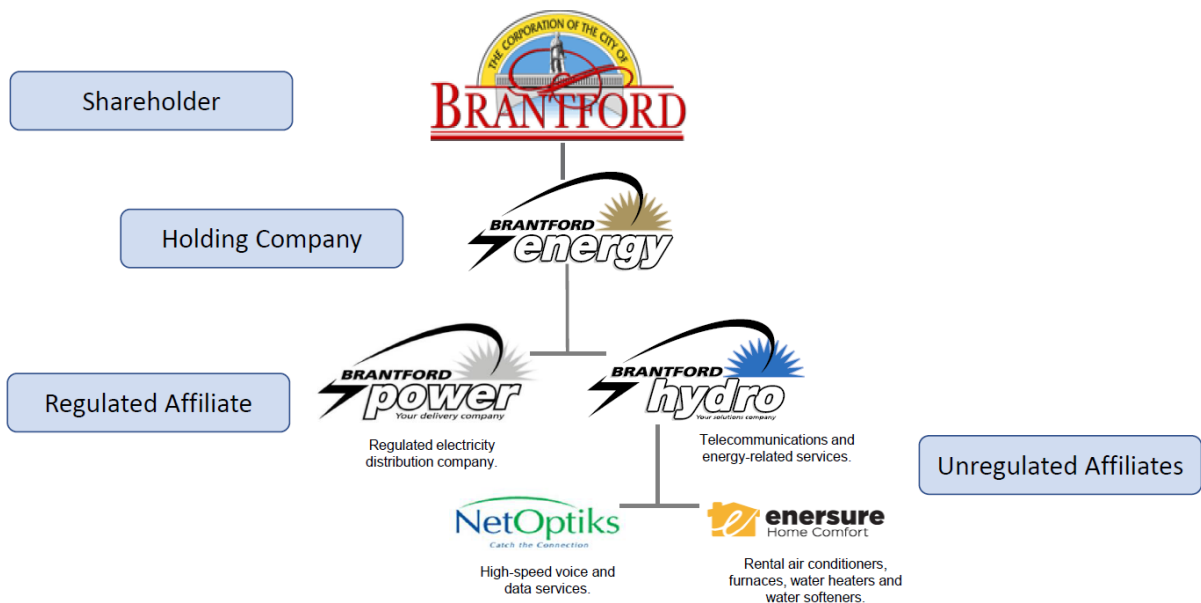 THE CORPORATION OF THE CITY OF
BRANTFORD
Shareholder
BRANTFORD
energy
Holding Company
BRANTFORD
power
Your delivery company
BRANTFORD
hydro
Your solutions company
Regulated Affiliate
Regulated electricity
distribution company.
Telecommunications and
energy-related services.
Unregulated Affiliates
NetOptiks
Catch the Connection
enersure
Home Comfort
High-speed voice and
data services.
Rental air conditioners,
furnaces, water heaters and
water softeners.